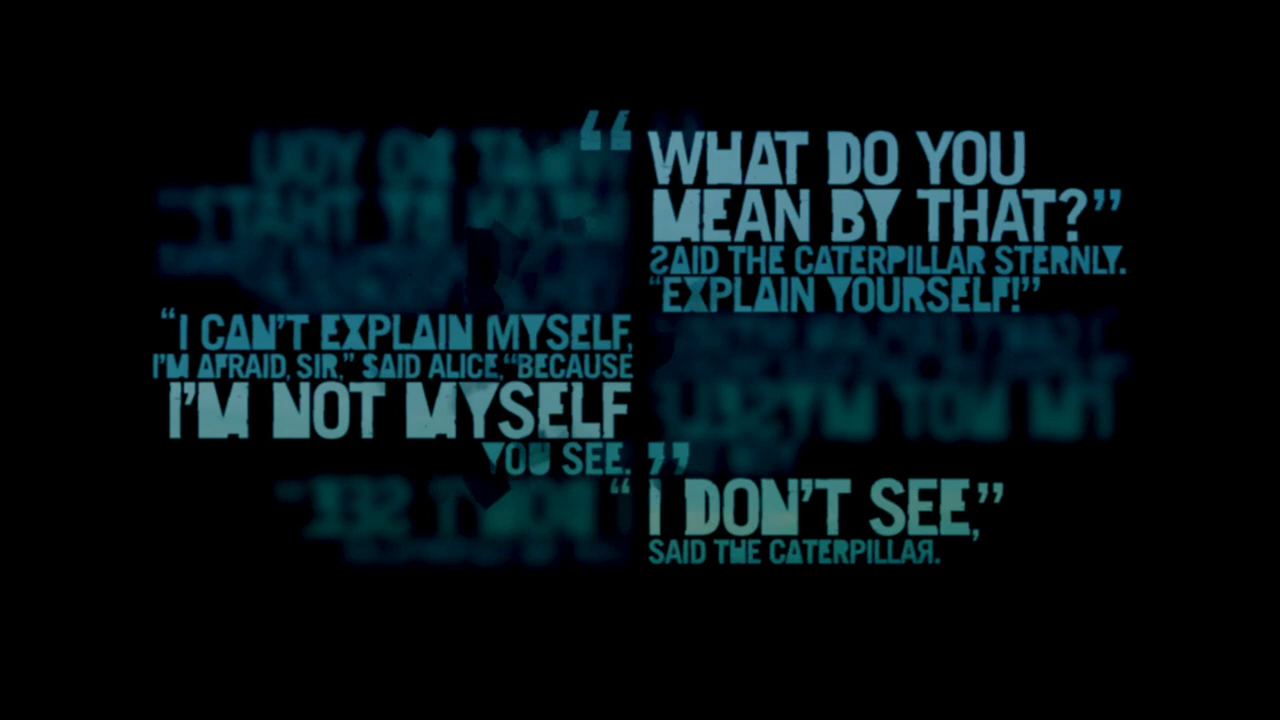 “WHAT DO YOU
MEAN BY THAT?”
SAID THE CATERPILLAR STERNLY.
“EXPLAIN YOURSELF!”
“I CAN’T EXPLAIN MYSELF,
I’M AFRAID, SIR,” SAID ALICE, “BECAUSE
I’M NOT MYSELF
YOU SEE.”
“I DON’T SEE,”
SAID THE CATERPILLAR.